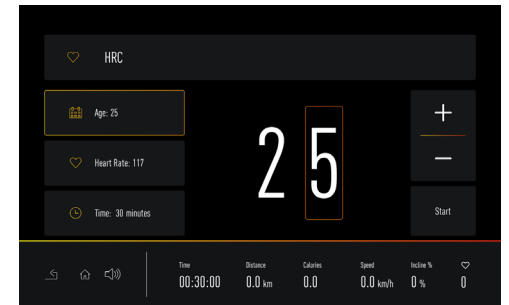 HRC
Age: 25
Heart Rate: 117
Time: 30 minutes
25
+
−
Start
Time Distance Calories Speed Incline %
00:30:00 0.0 km 0.0 0.0 km/h 0 % 0